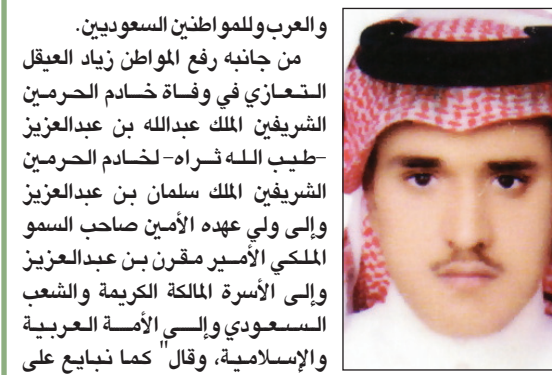 والعرب وللمواطنين السعوديين.
من جانبه رفع المواطن زياد العيقل
التعازي في وفاة خادم الحرمين
الشريفين الملك عبدالله بن عبدالعزيز
-طيب الله ثراه- لخادم الحرمين
الشريفين الملك سلمان بن عبدالعزيز
وإلى ولي عهده الأمين صاحب السمو
الملكي الأمير مقرن بن عبدالعزيز
وإلى الأسرة المالكة الكريمة والشعب
السعودي وإلى الأمة العربية
والإسلامية، وقال" كما نبايع على